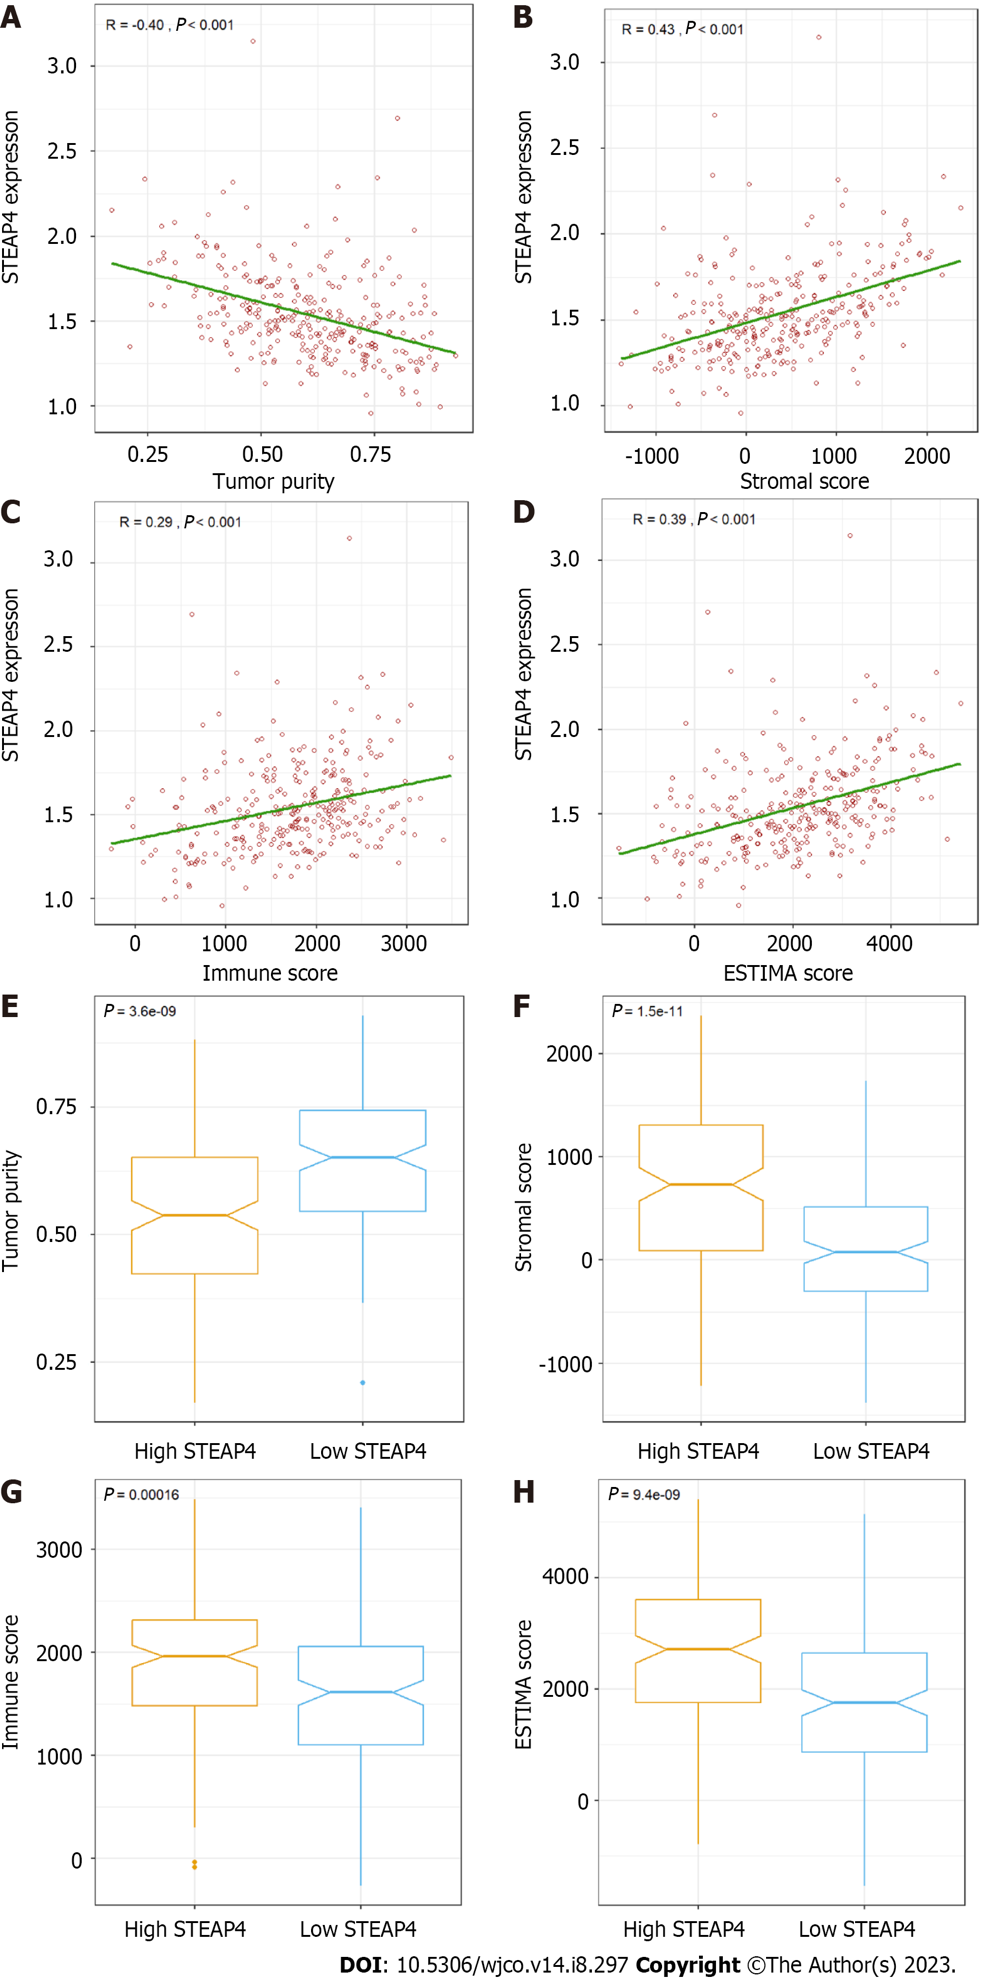 A
R = -0.40 , P < 0.001
3.0
2.5
2.0
1.5
1.0
STEAP4 expresson
0.25 0.50 0.75
Tumor purity
B
R = 0.43 , P < 0.001
3.0
2.5
2.0
1.5
1.0
STEAP4 expresson
-1000 0 1000 2000
Stromal score
C
R = 0.29 , P < 0.001
3.0
2.5
2.0
1.5
1.0
STEAP4 expresson
0 1000 2000 3000
Immune score
D
R = 0.39 , P < 0.001
3.0
2.5
2.0
1.5
1.0
STEAP4 expresson
0 2000 4000
ESTIMA score
E
P = 3.6e-09
0.75
0.50
0.25
Tumor purity
High STEAP4 Low STEAP4
F
P = 1.5e-11
2000
1000
0
-1000
Stromal score
High STEAP4 Low STEAP4
G
P = 0.00016
3000
2000
1000
0
Immune score
High STEAP4 Low STEAP4
H
P = 9.4e-09
4000
2000
0
ESTIMA score
High STEAP4 Low STEAP4
DOI: 10.5306/wjco.v14.i8.297 Copyright ©The Author(s) 2023.